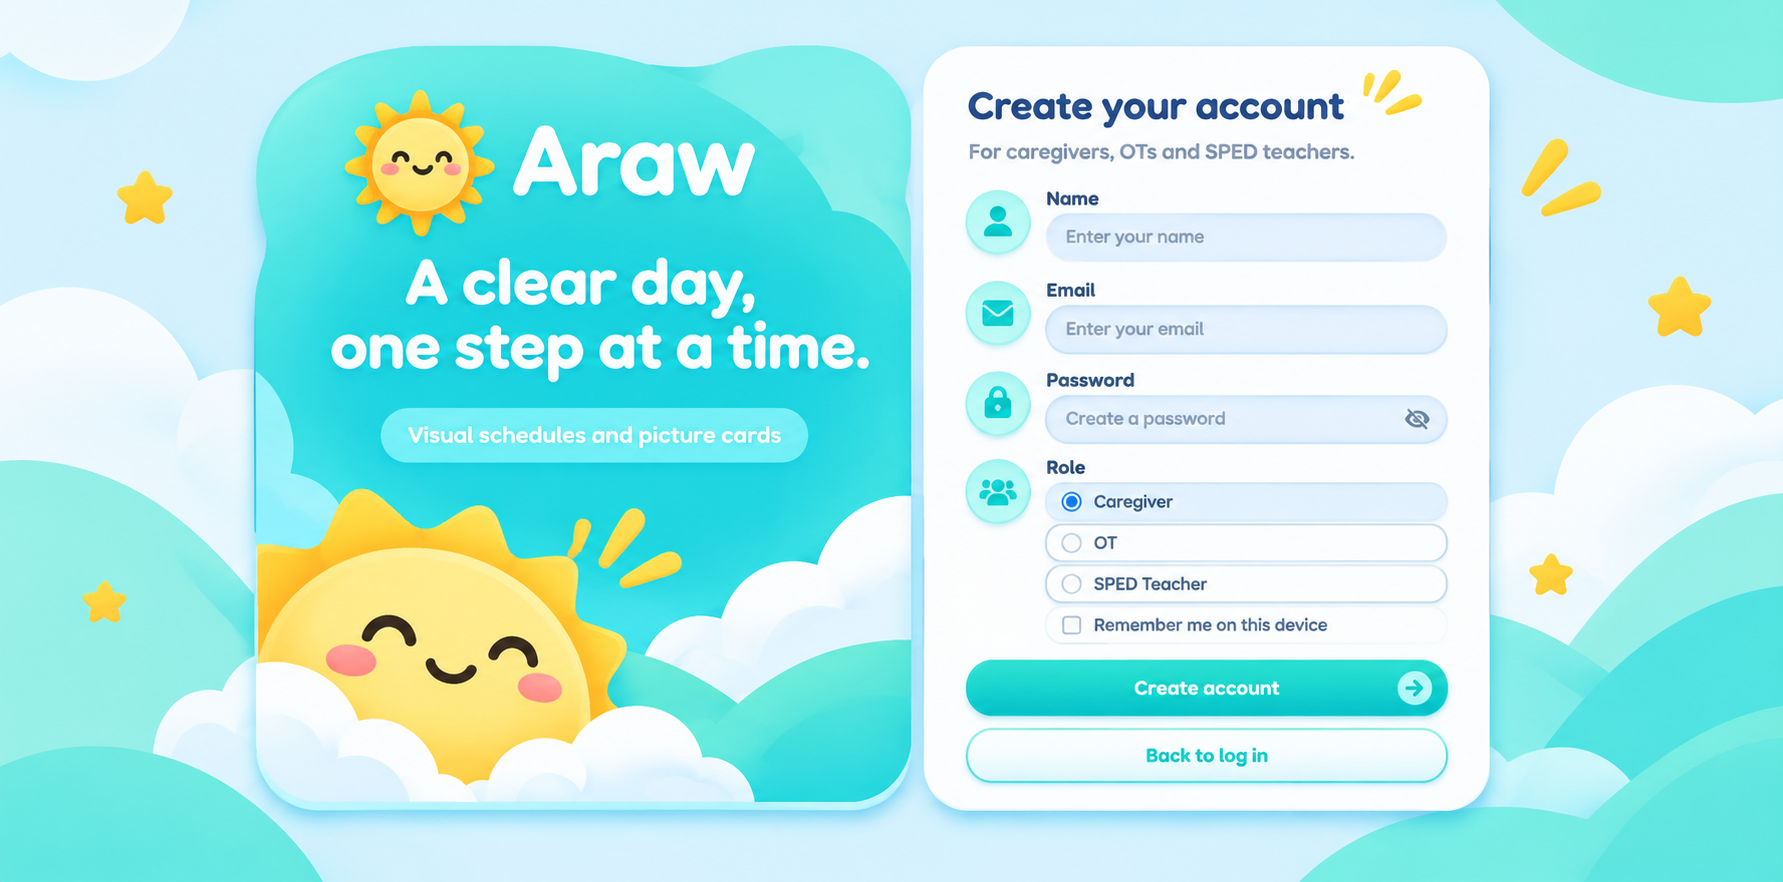 Araw
A clear day,
one step at a time.
Visual schedules and picture cards
Create your account
For caregivers, OTs and SPED teachers.
Name
Enter your name
Email
Enter your email
Password
Create a password
Role
Caregiver
OT
SPED Teacher
Remember me on this device
Create account
Back to log in